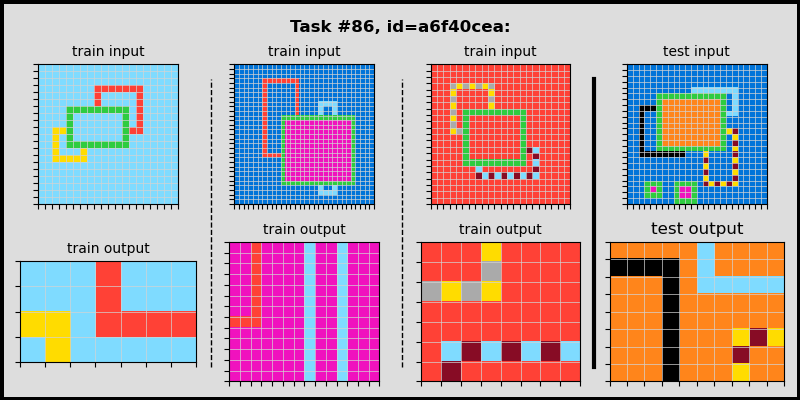 Task #86, id=a6f40cea:
train input
train input
train input
test input
train output
train output
train output
test output